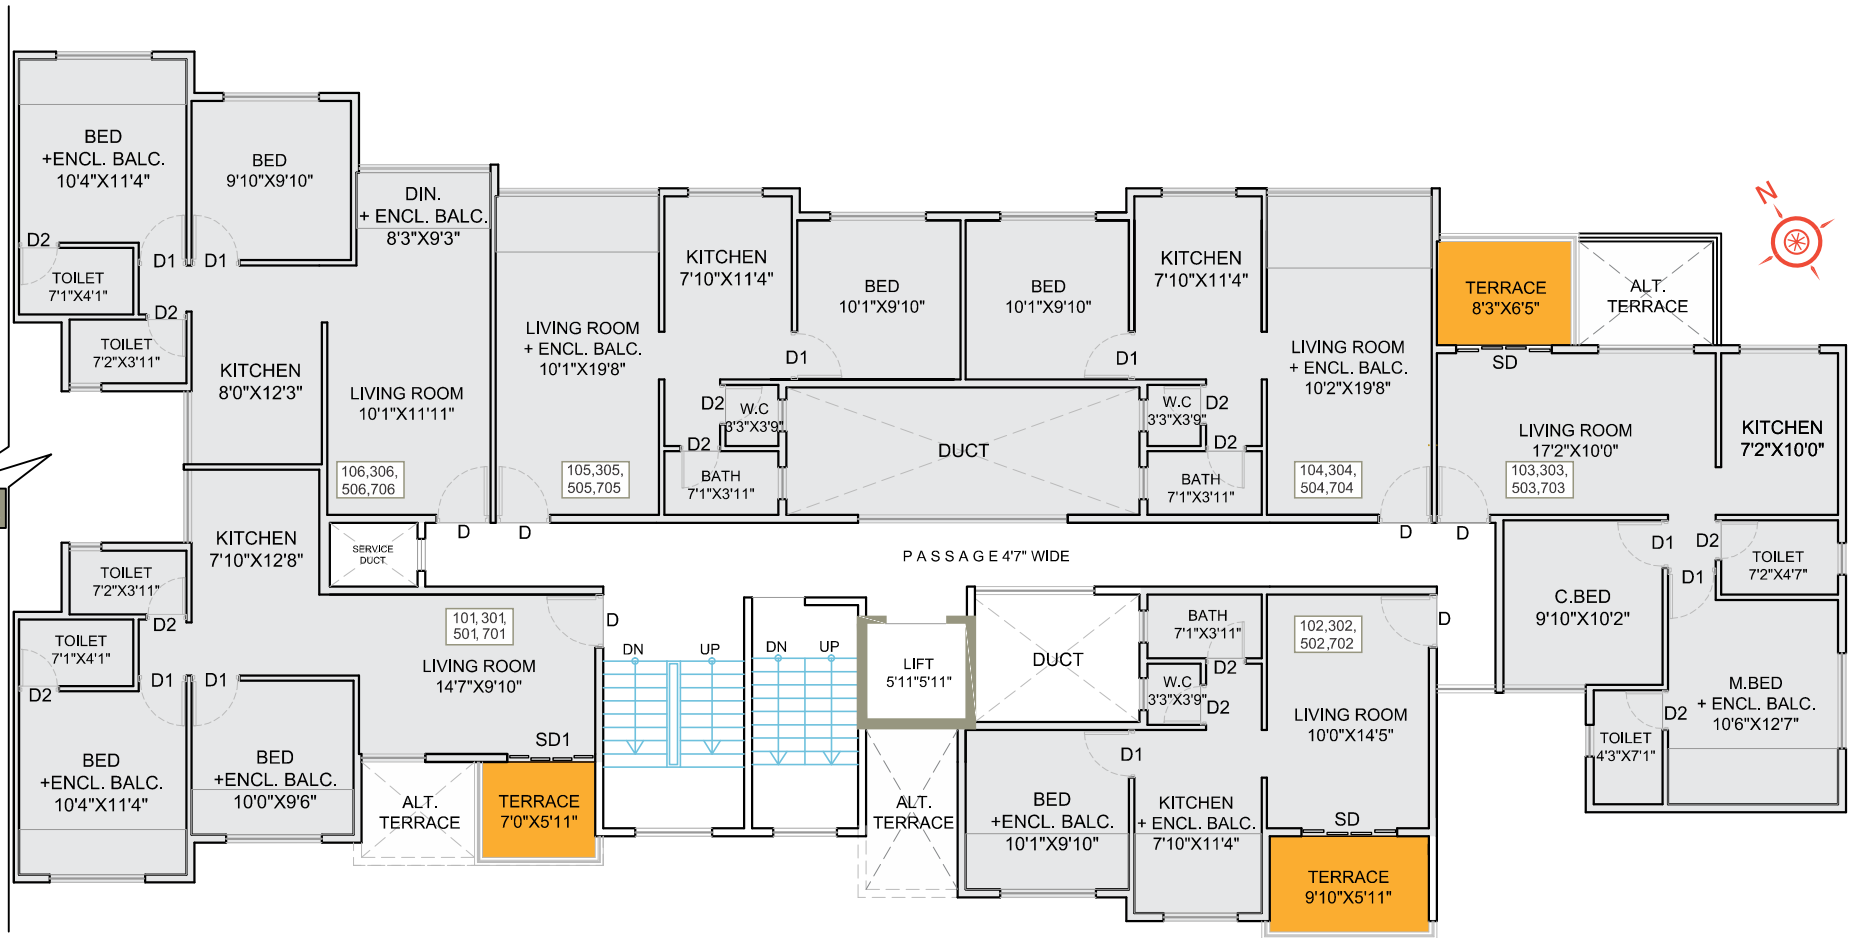 N
BED
+ENCL. BALC.
10'4"X11'4"
BED
9'10"X9'10"
DIN.
+ ENCL. BALC.
8'3"X9'3"
D2
D1
D1
TOILET
7'1"X4'1"
D2
TOILET
7'2"X3'11"
KITCHEN
8'0"X12'3"
LIVING ROOM
10'1"X11'11"
106,306,
506,706
D
LIVING ROOM
+ ENCL. BALC.
10'1"X19'8"
105,305,
505,705
D
KITCHEN
7'10"X11'4"
BED
10'1"X9'10"
D1
D2
W.C
3'3"X3'9"
D2
BATH
7'1"X3'11"
DUCT
BED
10'1"X9'10"
D1
KITCHEN
7'10"X11'4"
W.C
3'3"X3'9"
D2
D2
BATH
7'1"X3'11"
LIVING ROOM
+ ENCL. BALC.
10'2"X19'8"
104,304,
504,704
D
TERRACE
8'3"X6'5"
ALT.
TERRACE
SD
LIVING ROOM
17'2"X10'0"
103,303,
503,703
D
KITCHEN
7'2"X10'0"
D1
D2
TOILET
7'2"X4'7"
D1
C.BED
9'10"X10'2"
M.BED
+ ENCL. BALC.
10'6"X12'7"
D2
TOILET
4'3"X7'1"
PASSAGE 4'7" WIDE
SERVICE
DUCT
KITCHEN
7'10"X12'8"
TOILET
7'2"X3'11"
D2
TOILET
7'1"X4'1"
D2
D1
D1
101,301,
501,701
D
LIVING ROOM
14'7"X9'10"
SD1
BED
+ENCL. BALC.
10'4"X11'4"
BED
+ENCL. BALC.
10'0"X9'6"
ALT.
TERRACE
TERRACE
7'0"X5'11"
DN
UP
DN
UP
LIFT
5'11"5'11"
ALT.
TERRACE
DUCT
BATH
7'1"X3'11"
D2
W.C
3'3"X3'9"
D2
102,302,
502,702
D
LIVING ROOM
10'0"X14'5"
D1
BED
+ENCL. BALC.
10'1"X9'10"
KITCHEN
+ ENCL. BALC.
7'10"X11'4"
SD
TERRACE
9'10"X5'11"